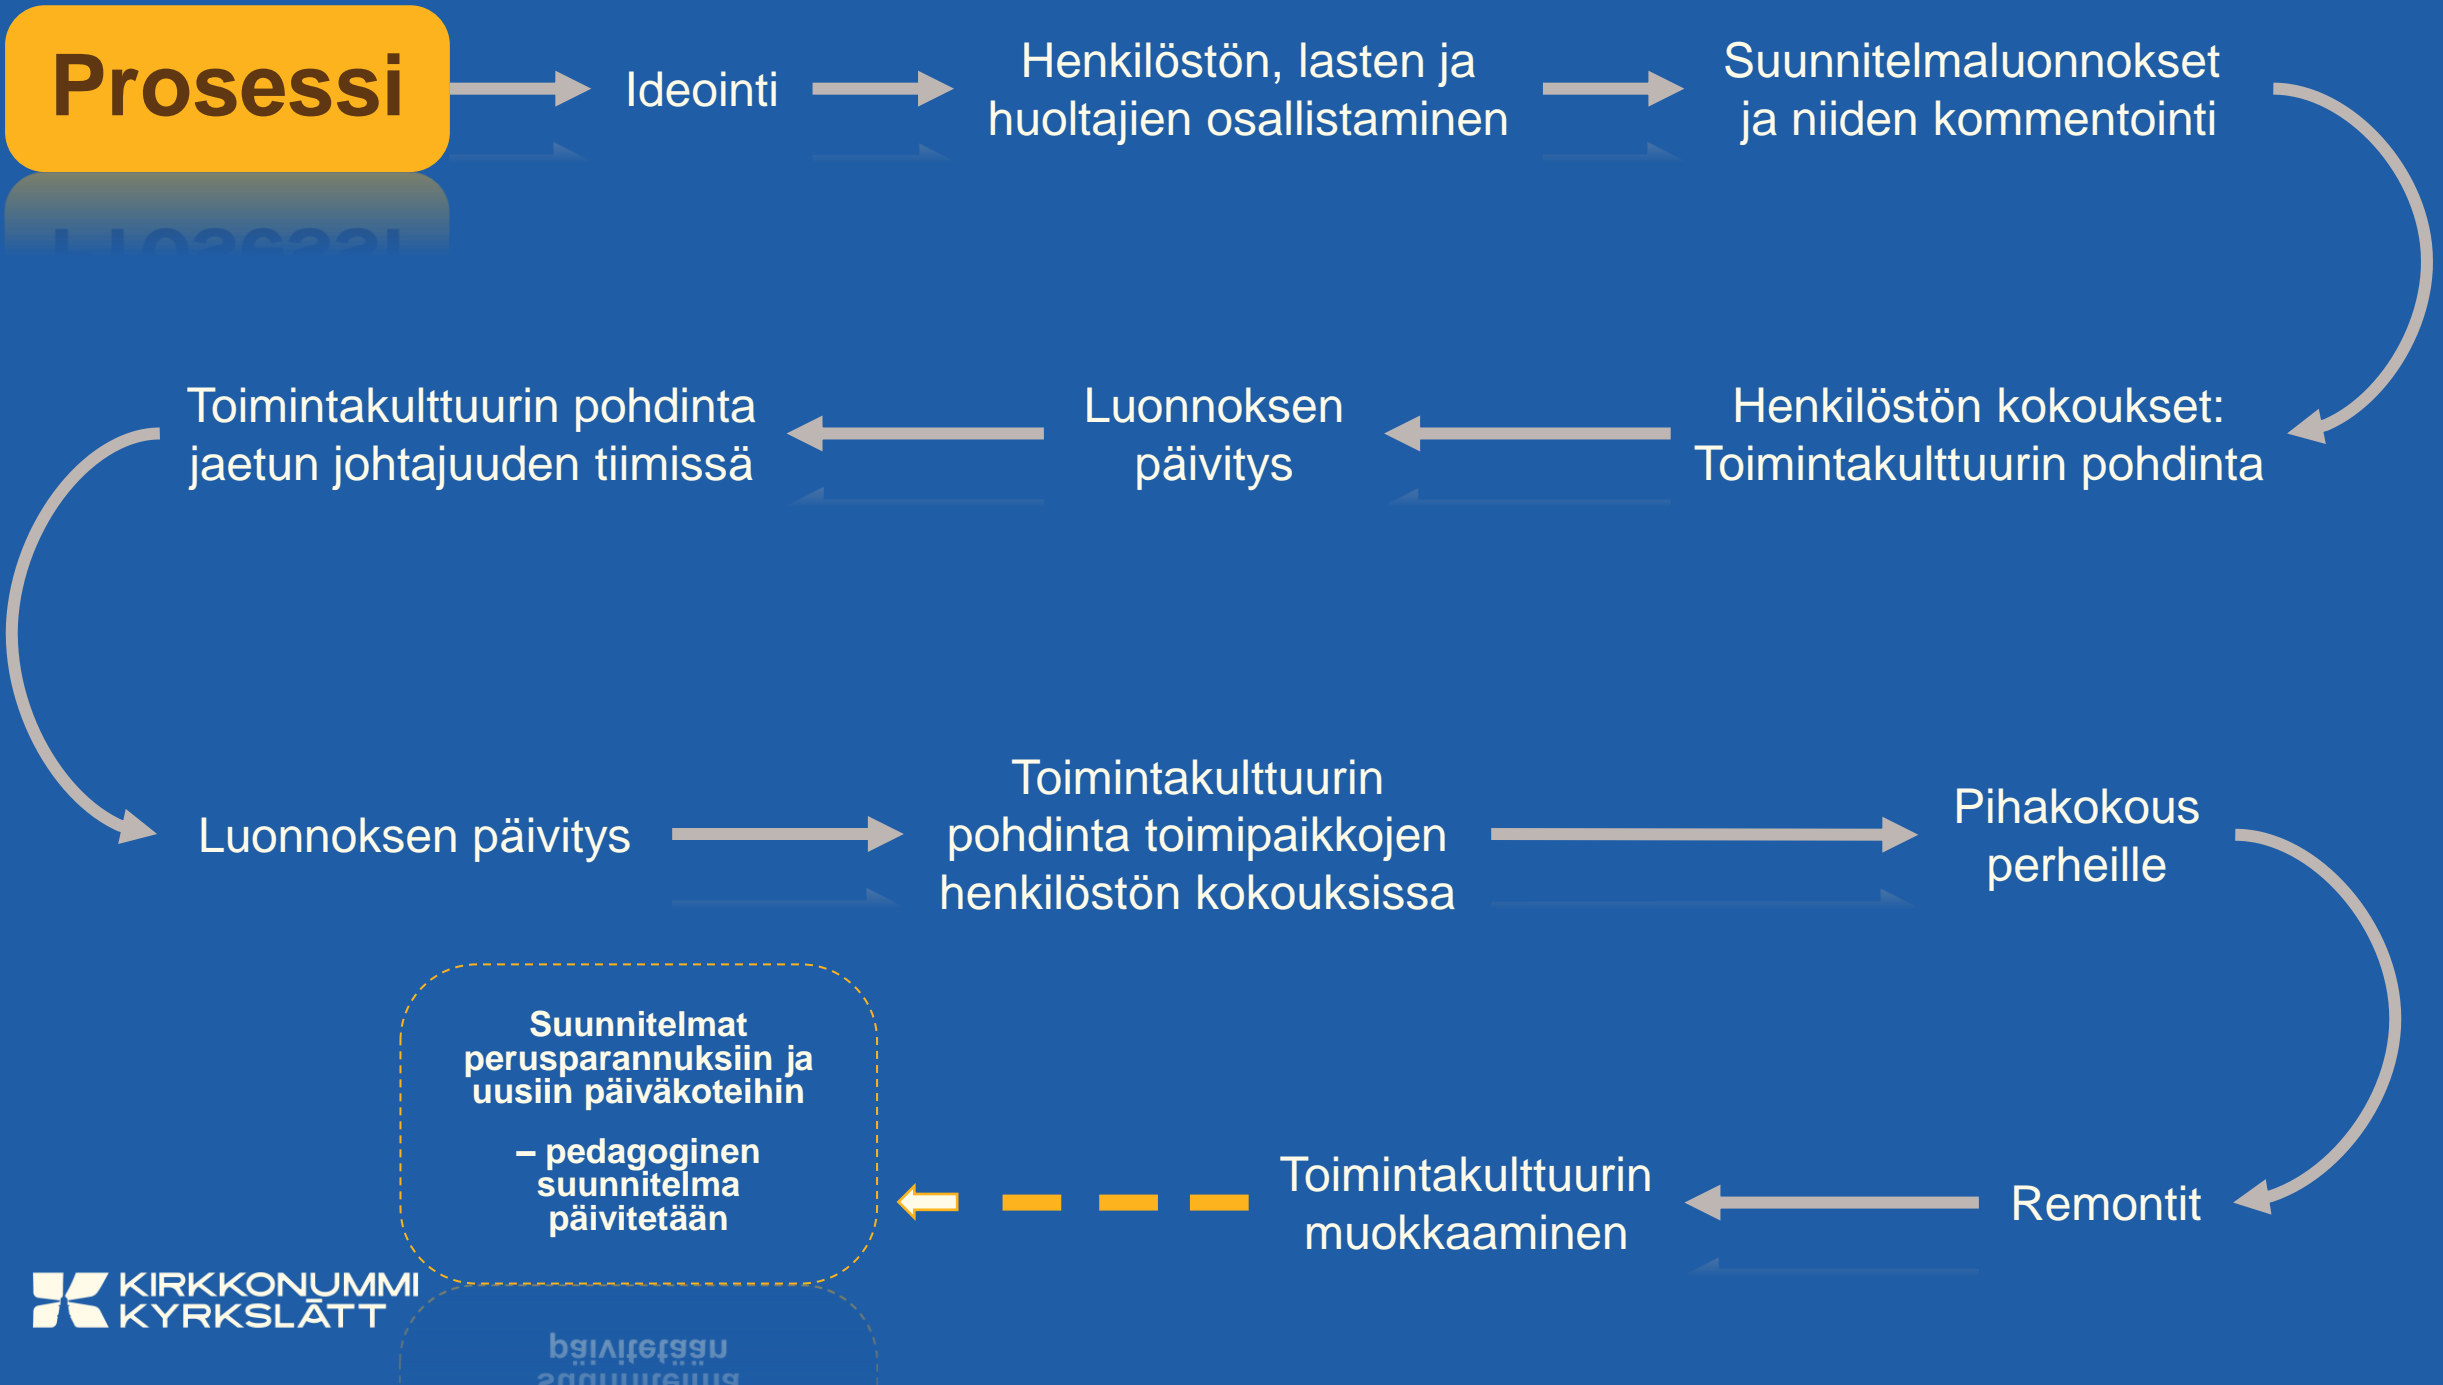 Prosessi
Ideointi
Henkilöstön, lasten ja
huoltajien osallistaminen
Suunnitelmaluonnokset
ja niiden kommentointi
Henkilöstön kokoukset:
Toimintakulttuurin pohdinta
Luonnoksen
päivitys
Toimintakulttuurin pohdinta
jaetun johtajuuden tiimissä
Luonnoksen päivitys
Toimintakulttuurin
pohdinta toimipaikkojen
henkilöstön kokouksissa
Pihakokous
perheille
Remontit
Toimintakulttuurin
muokkaaminen
Suunnitelmat
perusparannuksiin ja
uusiin päiväkoteihin
– pedagoginen
suunnitelma
päivitetään
KIRKKONUMMI
KYRKSLÄTT